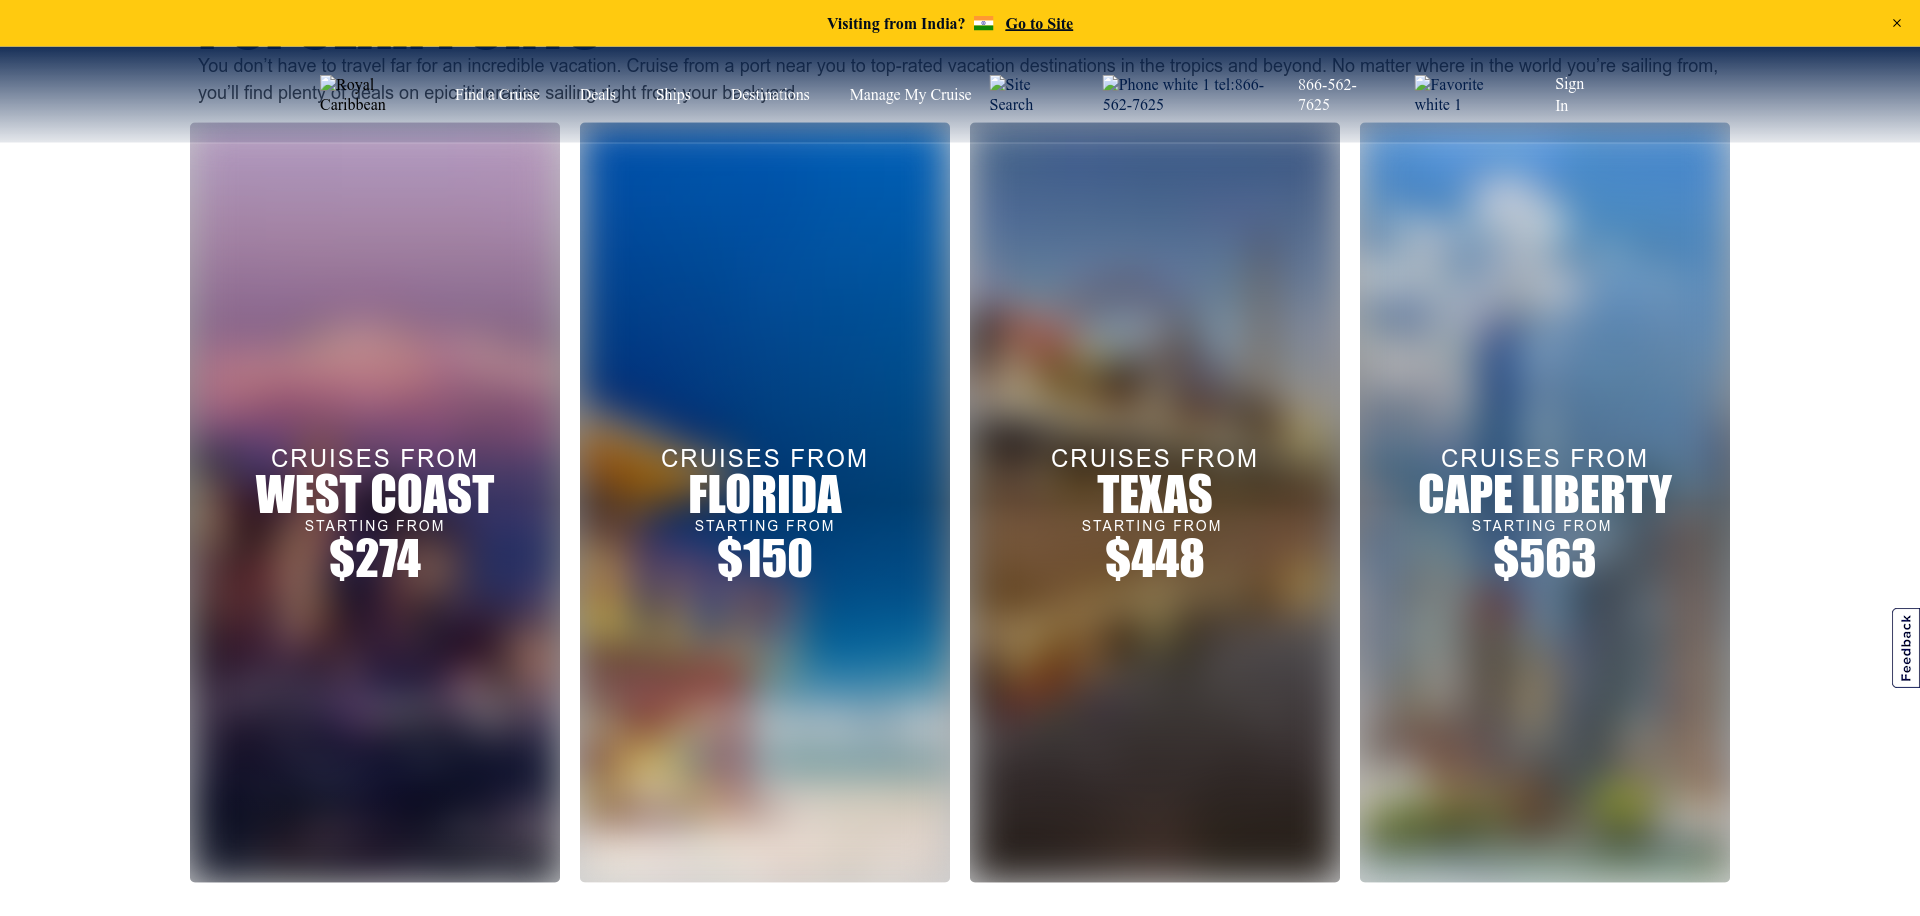 Visiting from India? Go to Site
×
You don’t have to travel far for an incredible vacation. Cruise from a port near you to top-rated vacation destinations in the tropics and beyond. No matter where in the world you’re sailing from,
you’ll find plenty of deals on epic itineraries sailing right from your backyard.
Royal
Caribbean
Find a Cruise
Deals
Ships
Destinations
Manage My Cruise
Site
Search
Phone white 1 tel:866-
562-7625
866-562-
7625
Favorite
white 1
Sign
In
CRUISES FROM
WEST COAST
STARTING FROM
$274
CRUISES FROM
FLORIDA
STARTING FROM
$150
CRUISES FROM
TEXAS
STARTING FROM
$448
CRUISES FROM
CAPE LIBERTY
STARTING FROM
$563
Feedback